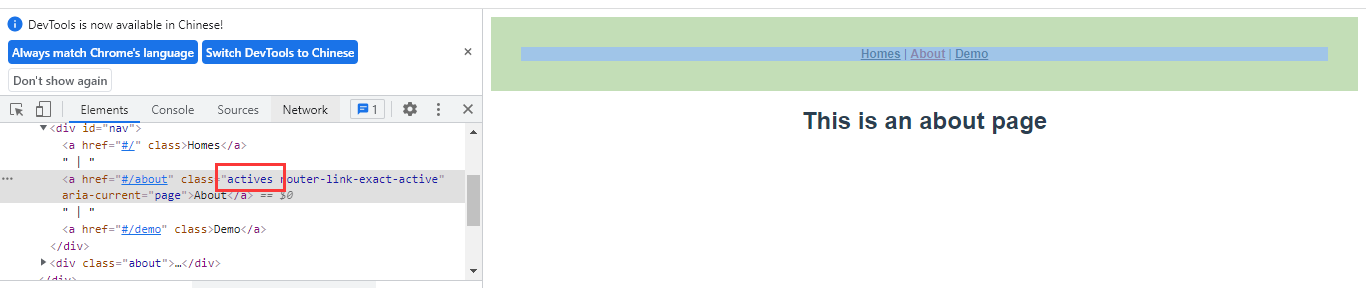 DevTools is now available in Chinese!
Always match Chrome's language Switch DevTools to Chinese
Don't show again
Elements Console Sources Network 1
<div id="nav">
<a href="#/" class>Homes</a>
" | "
<a href="#/about" class="actives router-link-exact-active"
aria-current="page">About</a> == $0
" | "
<a href="#/demo" class>Demo</a>
</div>
<div class="about">…</div>
</div>
Homes | About | Demo
This is an about page